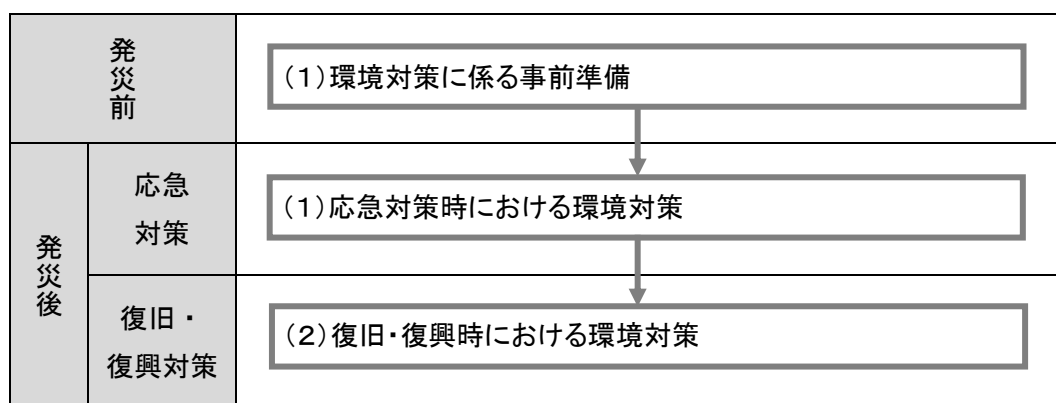 発災前
(1)環境対策に係る事前準備
発災後
応急
対策
(1)応急対策時における環境対策
復旧・
復興対策
(2)復旧・復興時における環境対策